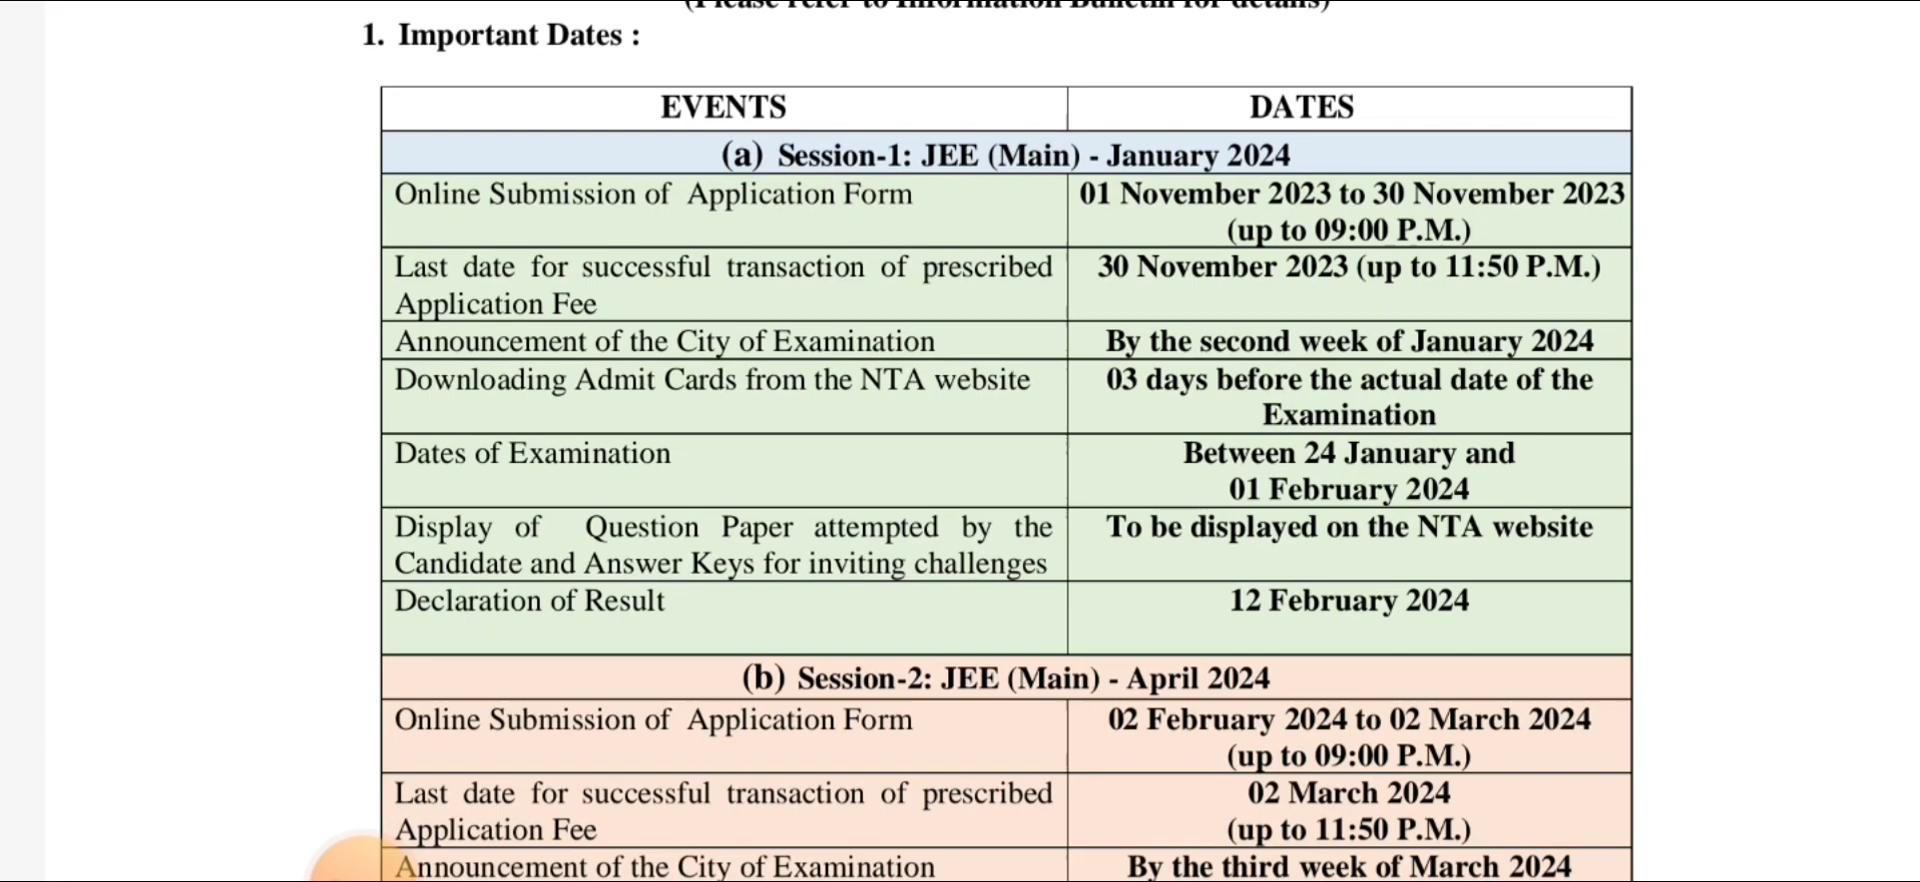 (Please refer to Information Bulletin for details)
1. Important Dates :
EVENTS DATES
(a) Session-1: JEE (Main) - January 2024
Online Submission of Application Form 01 November 2023 to 30 November 2023
(up to 09:00 P.M.)
Last date for successful transaction of prescribed 30 November 2023 (up to 11:50 P.M.)
Application Fee
Announcement of the City of Examination By the second week of January 2024
Downloading Admit Cards from the NTA website 03 days before the actual date of the
Examination
Dates of Examination Between 24 January and
01 February 2024
Display of Question Paper attempted by the To be displayed on the NTA website
Candidate and Answer Keys for inviting challenges
Declaration of Result 12 February 2024
(b) Session-2: JEE (Main) - April 2024
Online Submission of Application Form 02 February 2024 to 02 March 2024
(up to 09:00 P.M.)
Last date for successful transaction of prescribed 02 March 2024
Application Fee (up to 11:50 P.M.)
Announcement of the City of Examination By the third week of March 2024